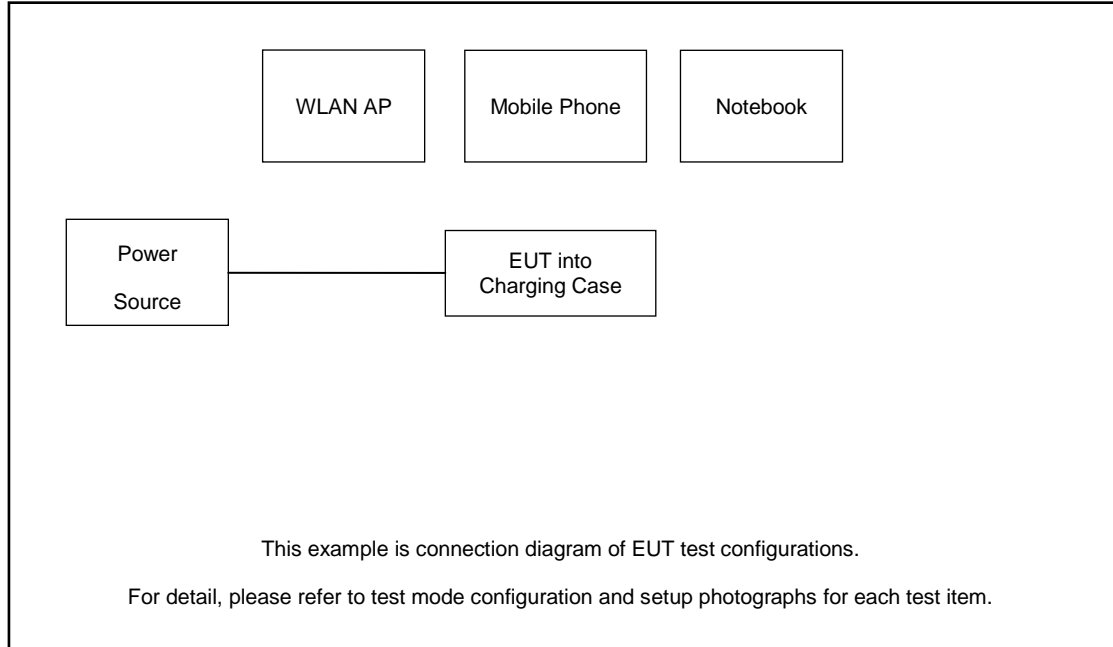 WLAN AP
Mobile Phone
Notebook
Power
Source
EUT into
Charging Case
This example is connection diagram of EUT test configurations.
For detail, please refer to test mode configuration and setup photographs for each test item.